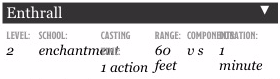 Enthrall
LEVEL: SCHOOL: CASTING RANGE: COMPONENTS: DURATION:
2 enchantment 60 v s 1
1 action feet minute